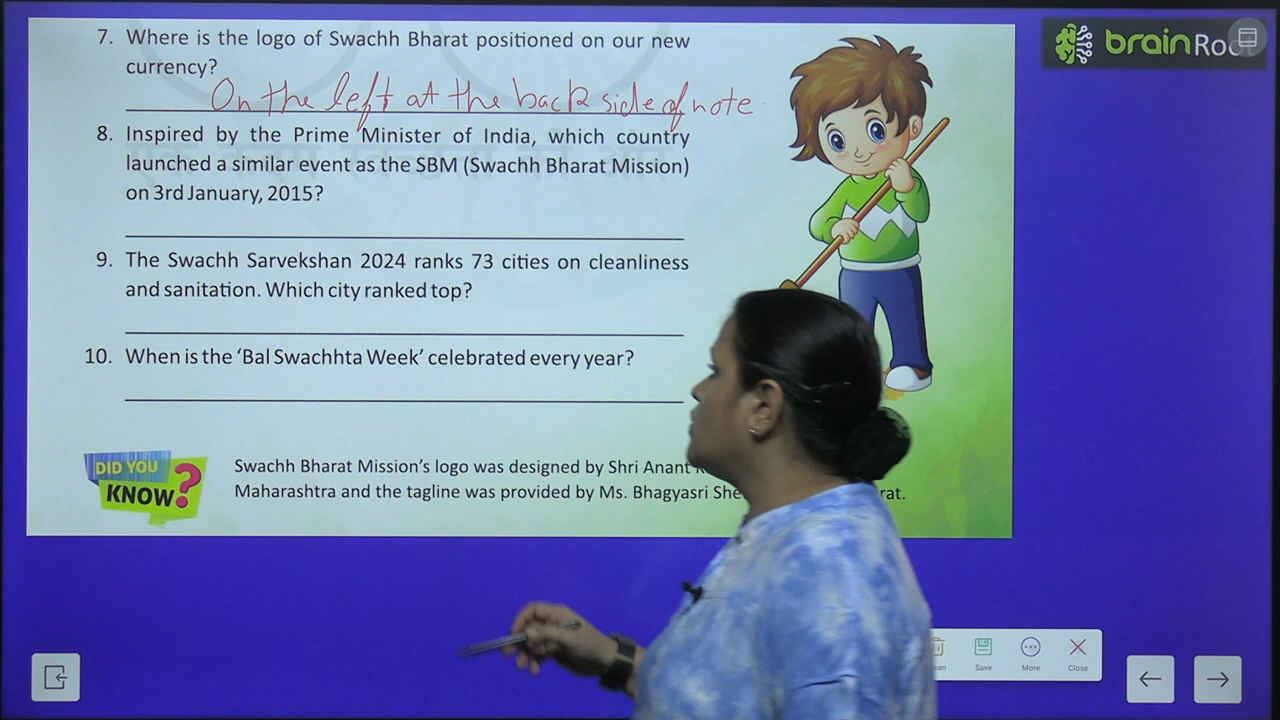 brainRoo
7. Where is the logo of Swachh Bharat positioned on our new
currency?
On the left at the back side of note
8. Inspired by the Prime Minister of India, which country
launched a similar event as the SBM (Swachh Bharat Mission)
on 3rd January, 2015?
9. The Swachh Sarvekshan 2024 ranks 73 cities on cleanliness
and sanitation. Which city ranked top?
10. When is the ‘Bal Swachhta Week’ celebrated every year?
DID YOU
KNOW?
Swachh Bharat Mission’s logo was designed by Shri Anant
Maharashtra and the tagline was provided by Ms. Bhagyasri She rat.
Save
More
Close